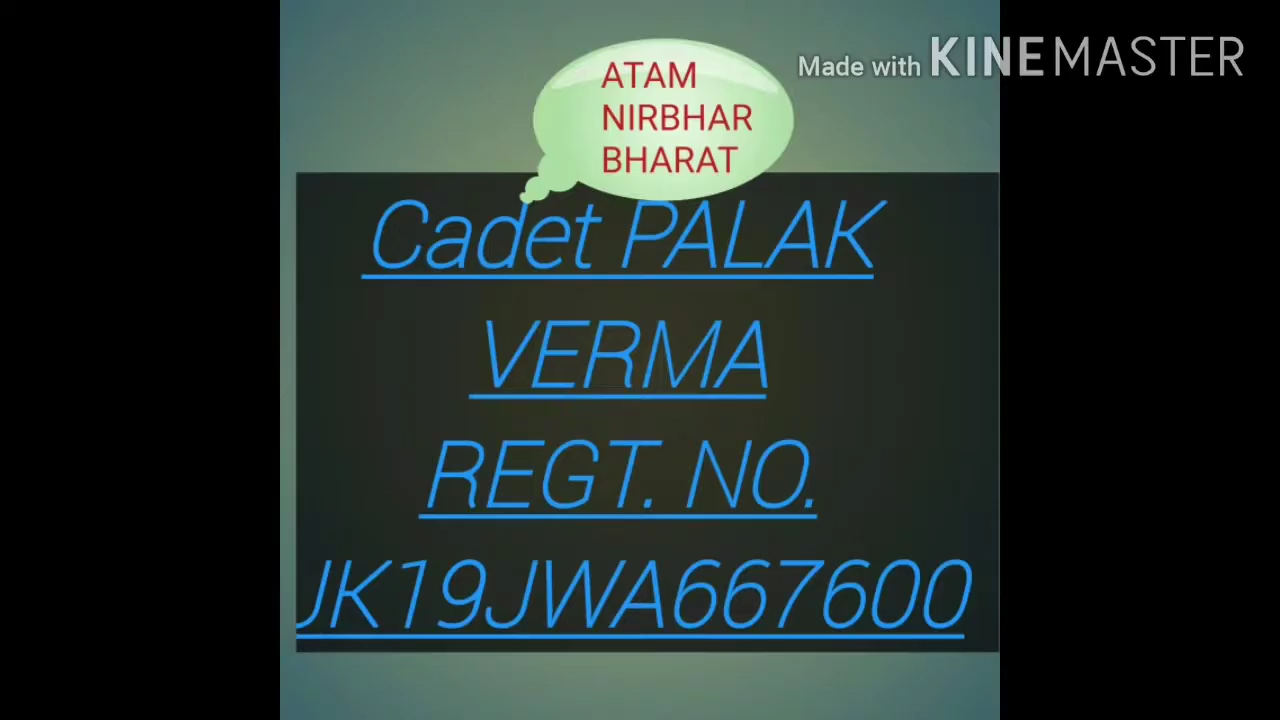 Made with KINEMASTER
ATAM
NIRBHAR
BHARAT
Cadet PALAK
VERMA
REGT. NO.
JK19JWA667600